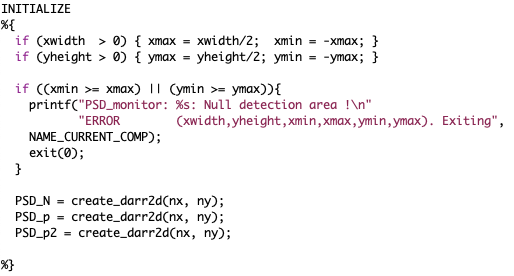 INITIALIZE
%{
  if (xwidth  > 0) { xmax = xwidth/2;  xmin = -xmax; }
  if (yheight > 0) { ymax = yheight/2; ymin = -ymax; }

  if ((xmin >= xmax) || (ymin >= ymax)){
    printf("PSD_monitor: %s: Null detection area !\n"
           "ERROR        (xwidth,yheight,xmin,xmax,ymin,ymax). Exiting",
    NAME_CURRENT_COMP);
    exit(0);
  }

  PSD_N = create_darr2d(nx, ny);
  PSD_p = create_darr2d(nx, ny);
  PSD_p2 = create_darr2d(nx, ny);

%}